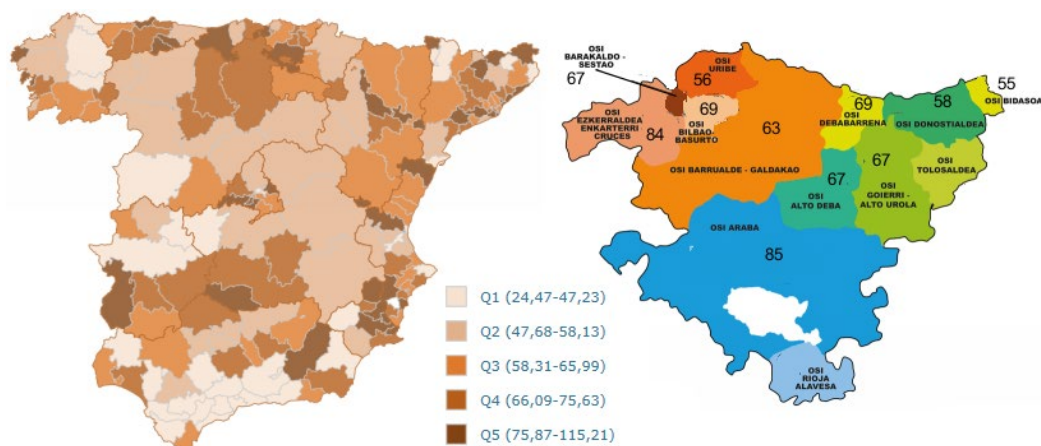 Q1 (24,47-47,23)
Q2 (47,68-58,13)
Q3 (58,31-65,99)
Q4 (66,09-75,63)
Q5 (75,87-115,21)
OSI
BARAKALDO -
SESTAO
67
OSI
URIBE
56
OSI
EZKERRALDEA
ENKARTERRI
CRUCES
84
69
OSI
BILBAO-
BASURTO
63
OSI BARRUALDE - GALDAKAO
69
OSI
DEBABARRENA
58
OSI DONOSTIALDEA
55
OSI BIDASOA
67
OSI
ALTO DEBA
67
OSI
GOIERRI -
ALTO UROLA
OSI
TOLOSALDEA
OSI ARABA
85
OSI
RIOJA
ALAVESA